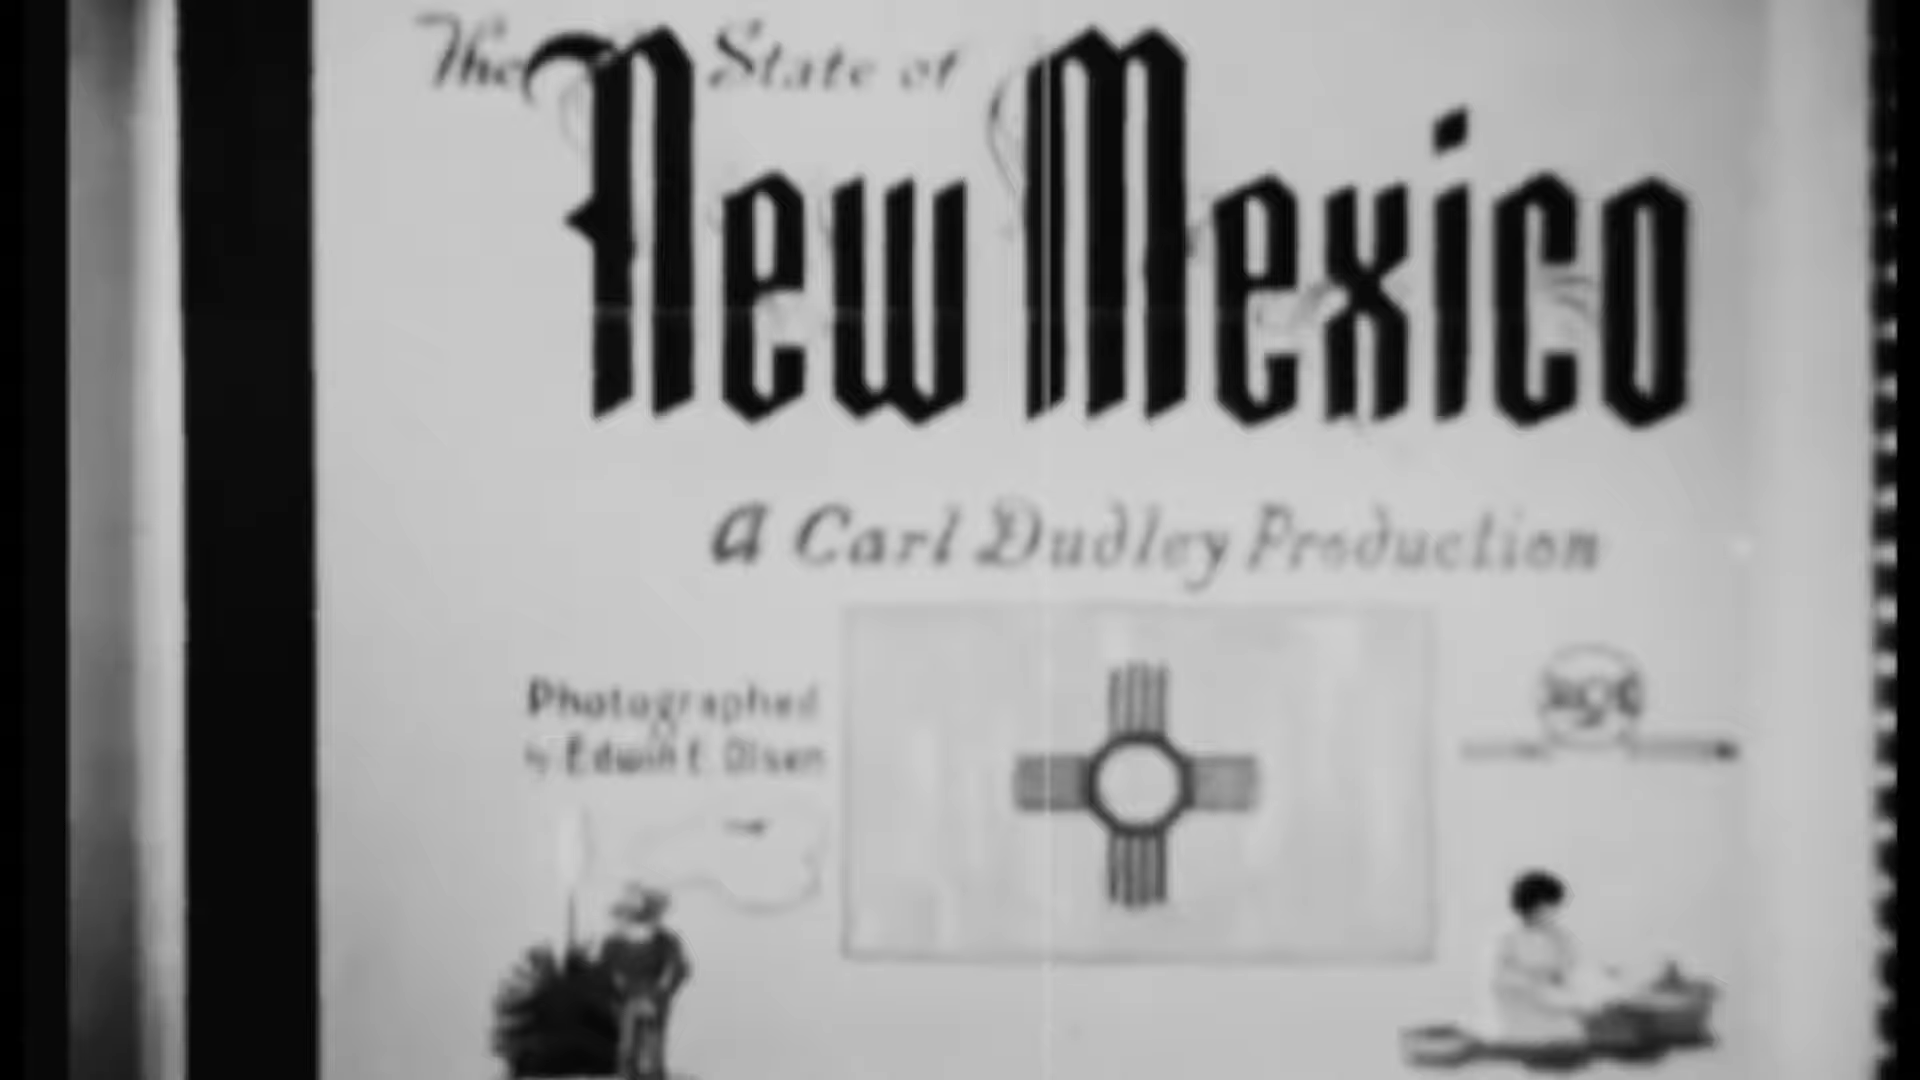 The State of
New Mexico
a Carl Dudley Production
Photographed
by Edwin E. Olsen